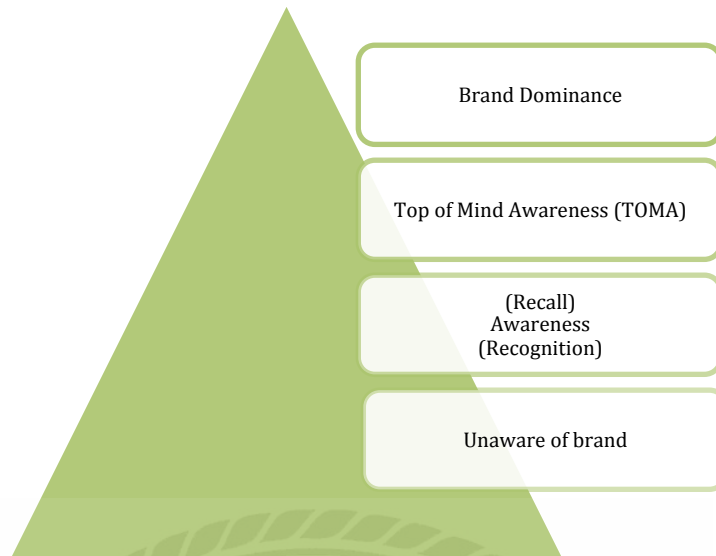 Brand Dominance
Top of Mind Awareness (TOMA)
(Recall)
Awareness
(Recognition)
Unaware of brand